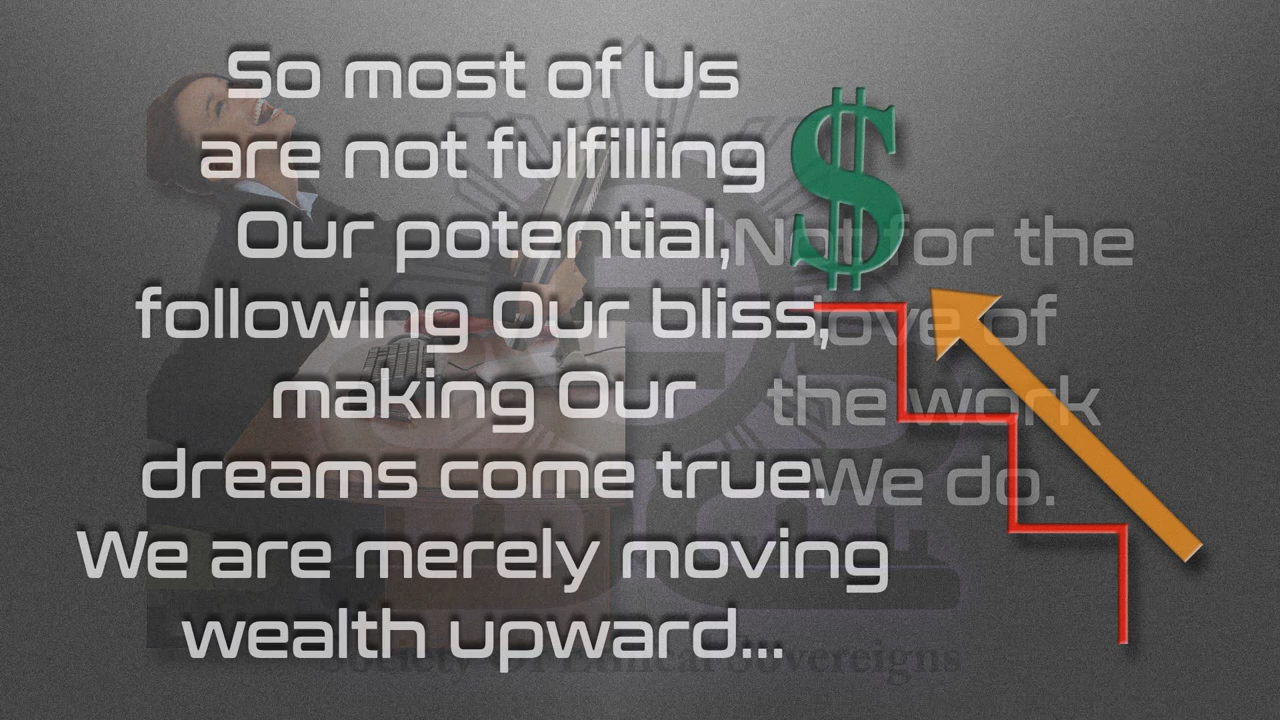 So most of Us
are not fulfilling
Our potential,
following Our bliss,
making Our
dreams come true.
We are merely moving
wealth upward...
$
Not for the
love of
the work
We do.
Society Of Ethical Sovereigns